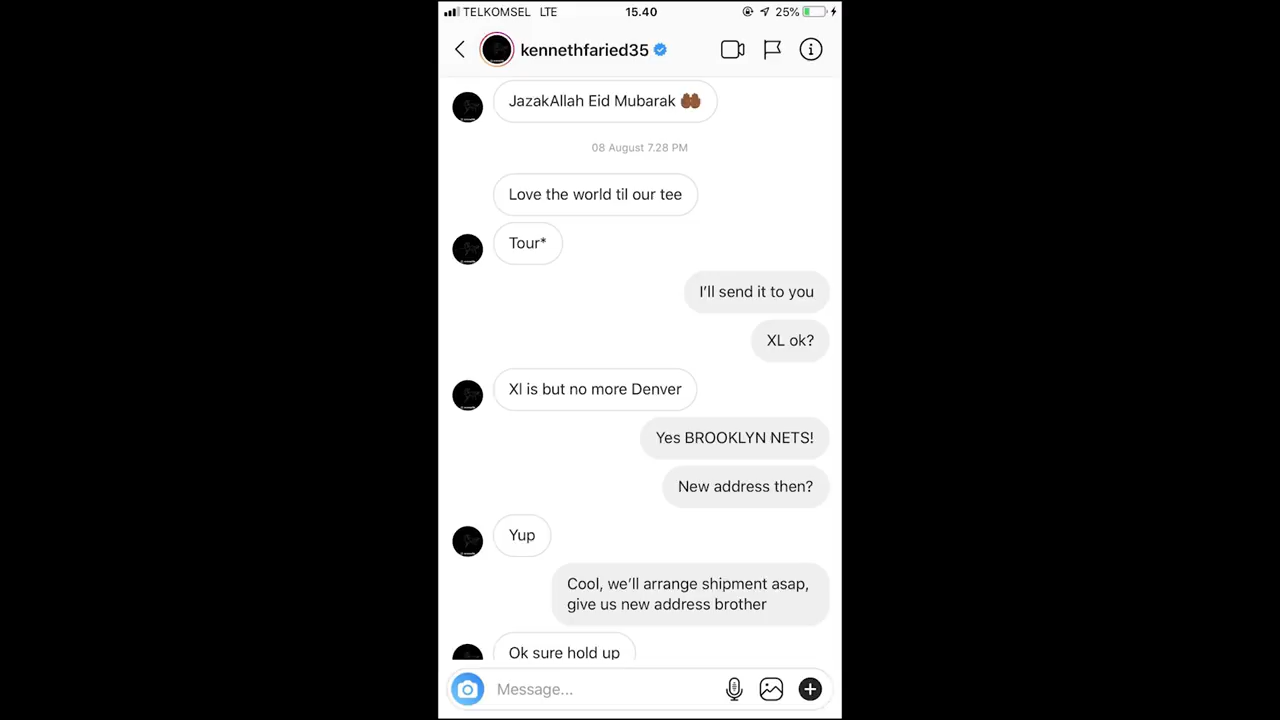 TELKOMSEL LTE 15.40 25%
kennethfaried35
JazakAllah Eid Mubarak 🤲🏾
08 August 7.28 PM
Love the world til our tee
Tour*
I'll send it to you
XL ok?
Xl is but no more Denver
Yes BROOKLYN NETS!
New address then?
Yup
Cool, we'll arrange shipment asap,
give us new address brother
Ok sure hold up
Message...